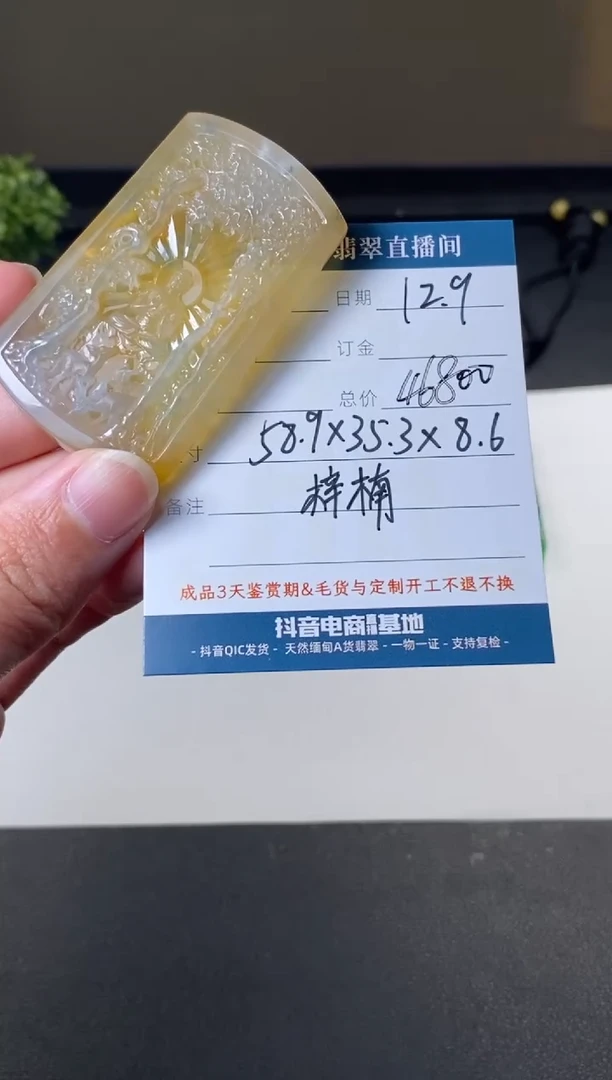 翡翠直播间
日期 12.9
订金
总价 46800
寸 58.9×35.3×8.6
备注 梓楠
成品3天鉴赏期&毛货与定制开工不退不换
抖音电商翡翠基地
- 抖音QIC发货 - 天然缅甸A货翡翠 - 一物一证 - 支持复检 -